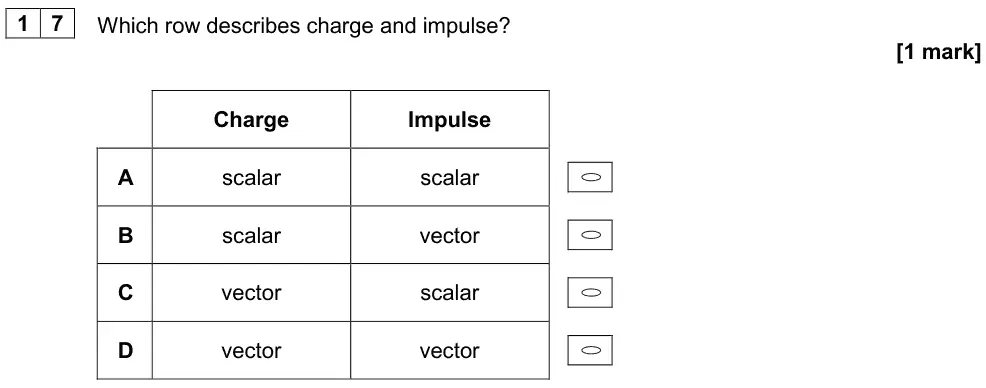 1 7 Which row describes charge and impulse?
[1 mark]
Charge Impulse
A scalar scalar
B scalar vector
C vector scalar
D vector vector